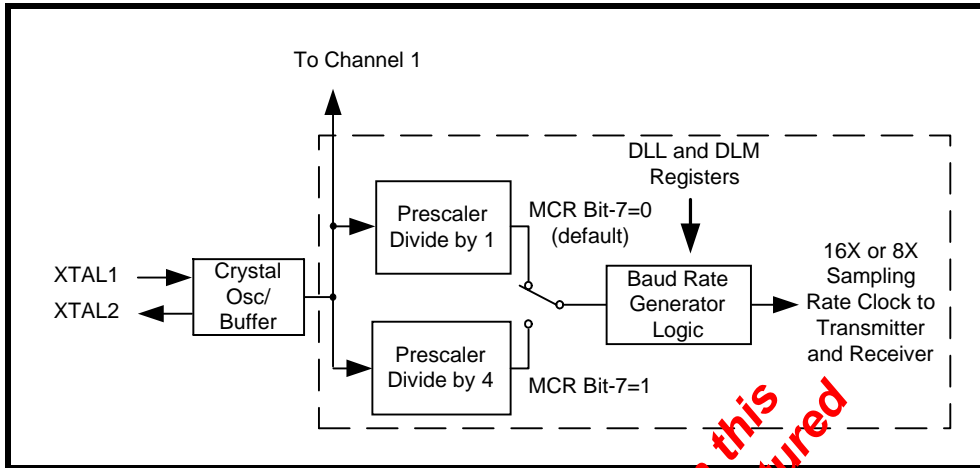 To Channel 1
DLL and DLM
Registers
Prescaler
Divide by 1
MCR Bit-7=0
(default)
XTAL1
XTAL2
Crystal
Osc/
Buffer
Baud Rate
Generator
Logic
16X or 8X
Sampling
Rate Clock to
Transmitter
and Receiver
Prescaler
Divide by 4
MCR Bit-7=1
this